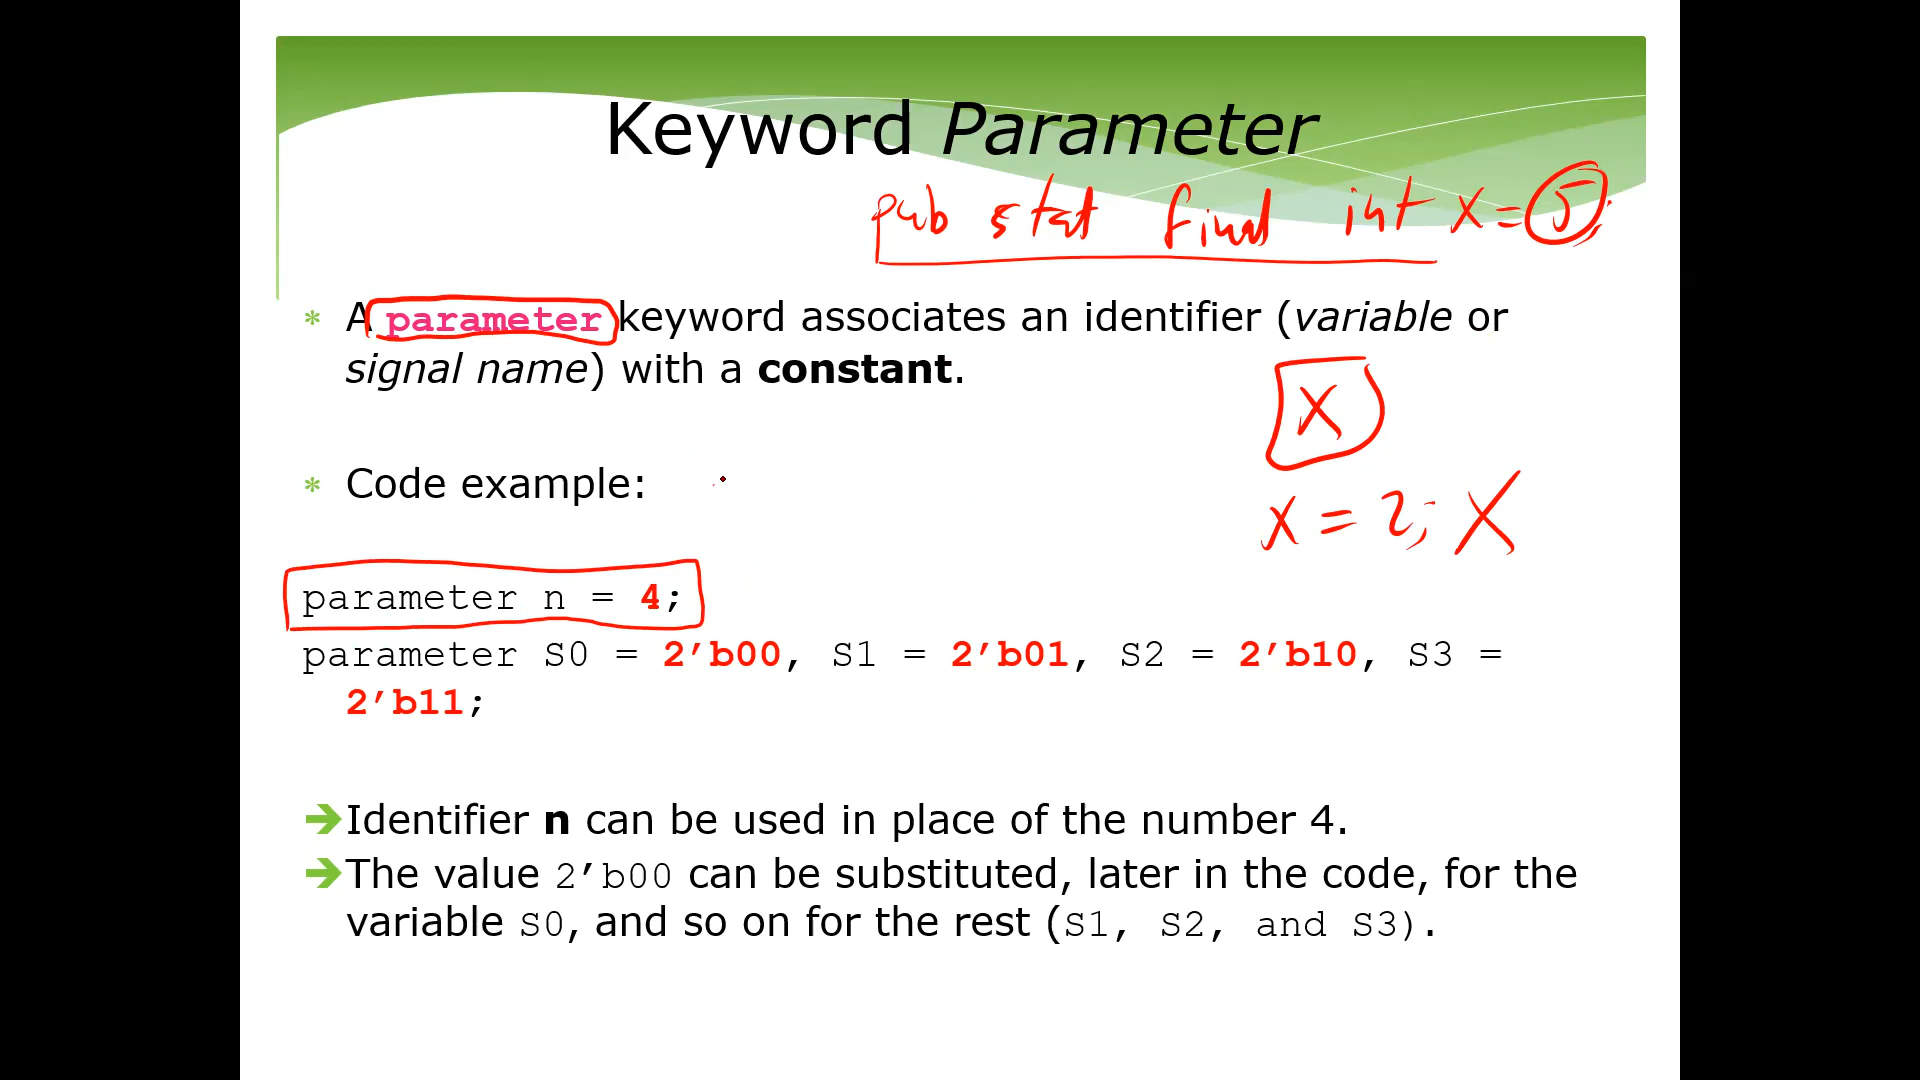 Keyword Parameter
pub stat final int x = 5;
* A parameter keyword associates an identifier (variable or
signal name) with a constant.
X
* Code example:
x = 2; X
parameter n = 4;
parameter S0 = 2’b00, S1 = 2’b01, S2 = 2’b10, S3 =
2’b11;
➔ Identifier n can be used in place of the number 4.
➔ The value 2’b00 can be substituted, later in the code, for the
variable S0, and so on for the rest (S1, S2, and S3).